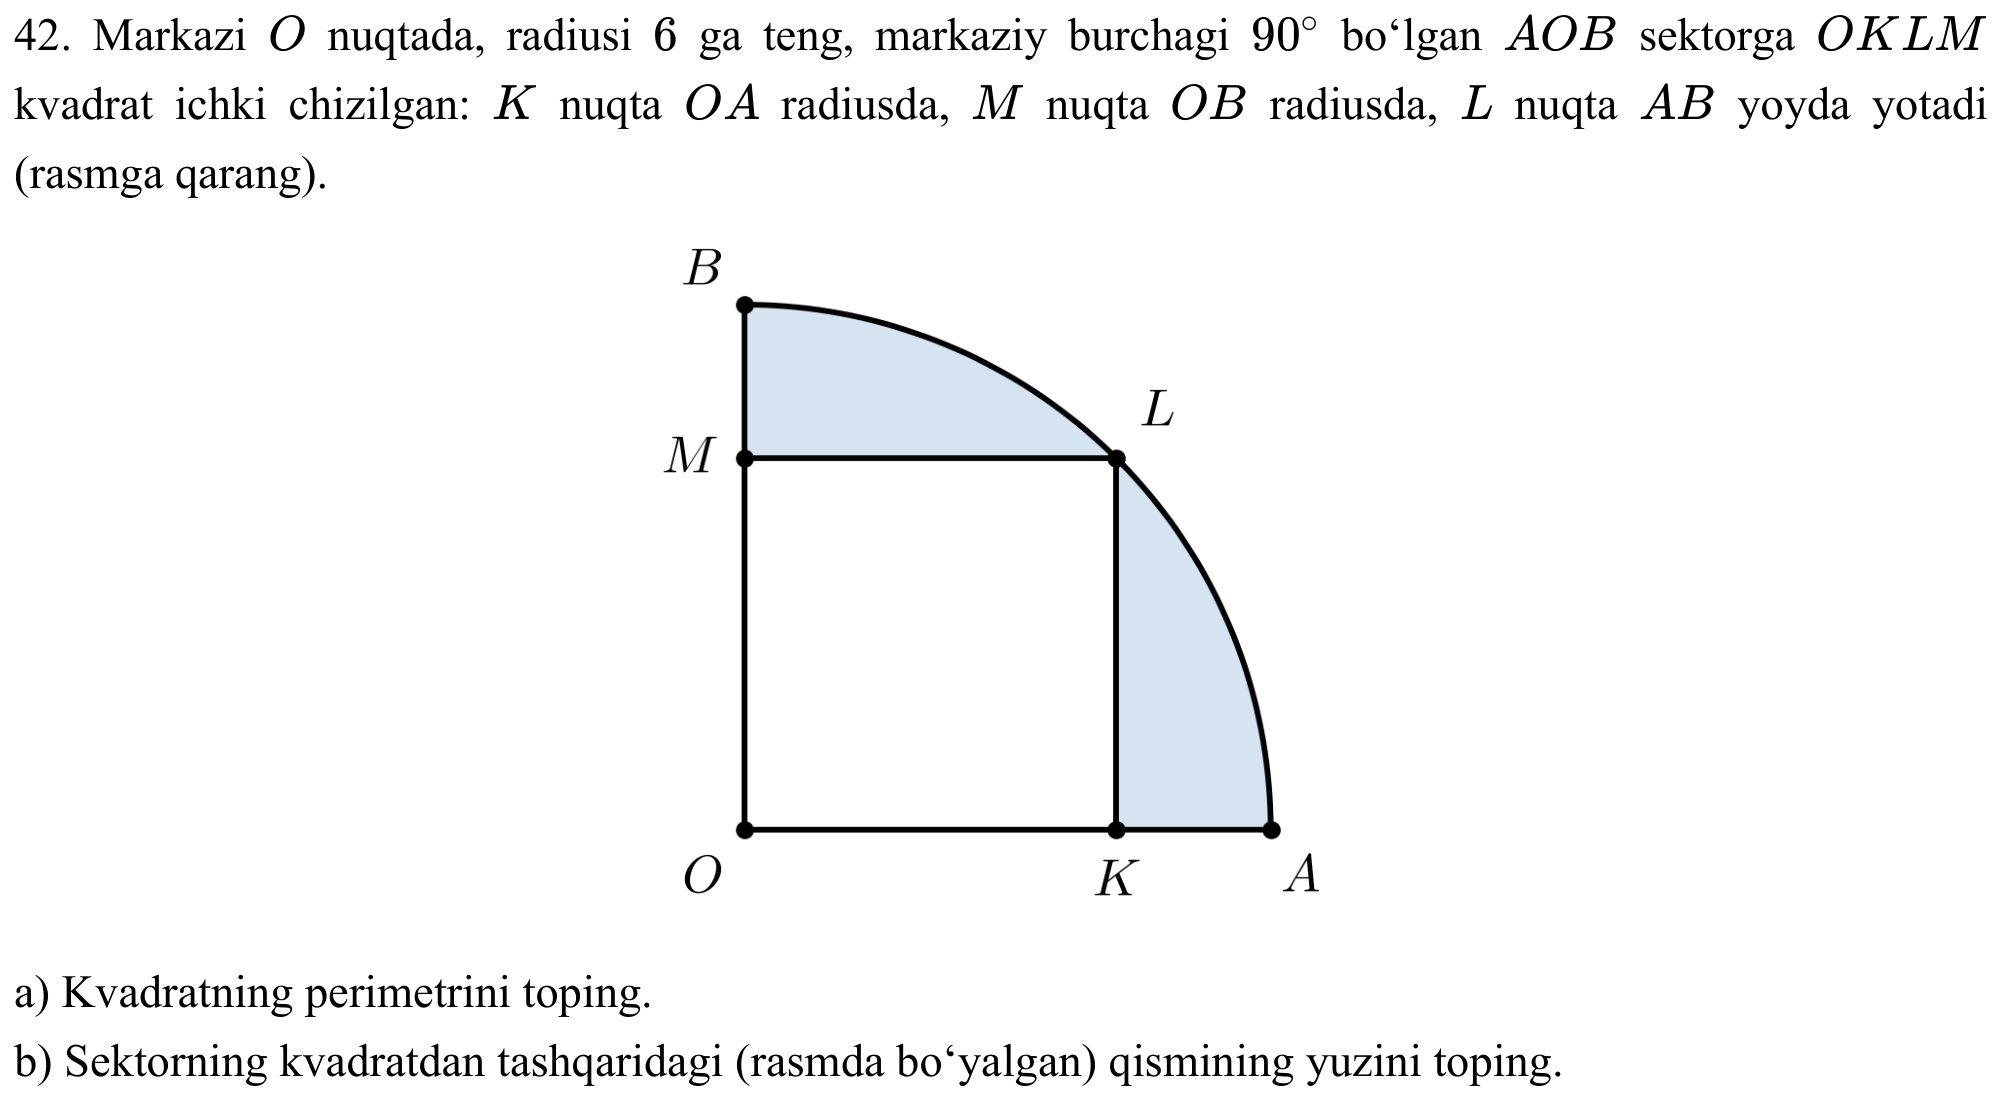 42. Markazi O nuqtada, radiusi 6 ga teng, markaziy burchagi 90° bo‘lgan AOB sektorga OKLM
kvadrat ichki chizilgan: K nuqta OA radiusda, M nuqta OB radiusda, L nuqta AB yoyda yotadi
(rasmga qarang).
B
L
M
O
K
A
a) Kvadratning perimetrini toping.
b) Sektorning kvadratdan tashqaridagi (rasmda bo‘yalgan) qismining yuzini toping.